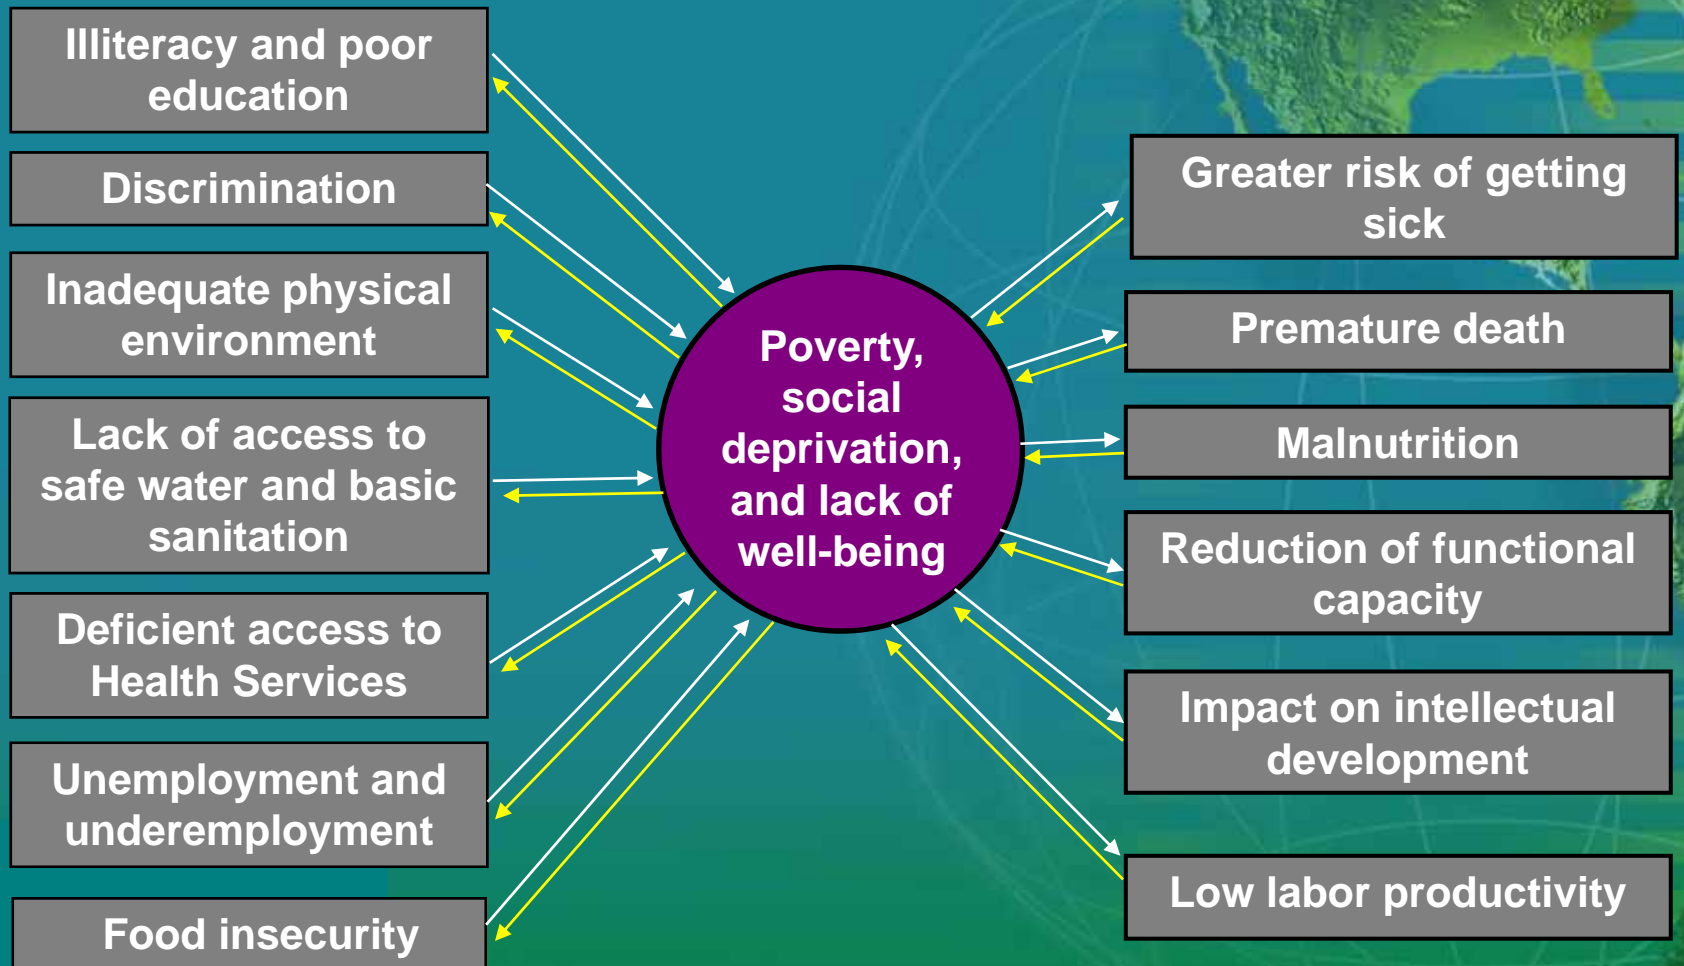 Illiteracy and poor
education
Discrimination
Inadequate physical
environment
Lack of access to
safe water and basic
sanitation
Deficient access to
Health Services
Unemployment and
underemployment
Food insecurity
Poverty,
social
deprivation,
and lack of
well-being
Greater risk of getting
sick
Premature death
Malnutrition
Reduction of functional
capacity
Impact on intellectual
development
Low labor productivity